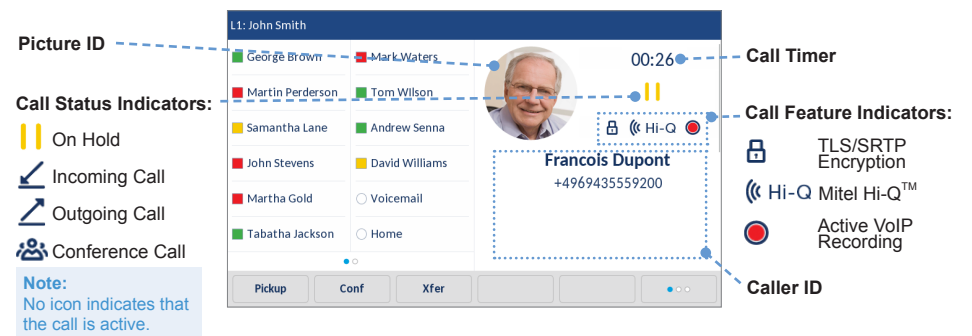 Picture ID
Call Status Indicators:
On Hold
Incoming Call
Outgoing Call
Conference Call
Note:
No icon indicates that
the call is active.
L1: John Smith
George Brown
Mark Waters
Martin Perderson
Tom WIlson
Samantha Lane
Andrew Senna
John Stevens
David Williams
Martha Gold
Voicemail
Tabatha Jackson
Home
00:26
Hi-Q
Francois Dupont
+4969435559200
Pickup
Conf
Xfer
Call Timer
Call Feature Indicators:
TLS/SRTP
Encryption
Hi-Q Mitel Hi-Q™
Active VoIP
Recording
Caller ID